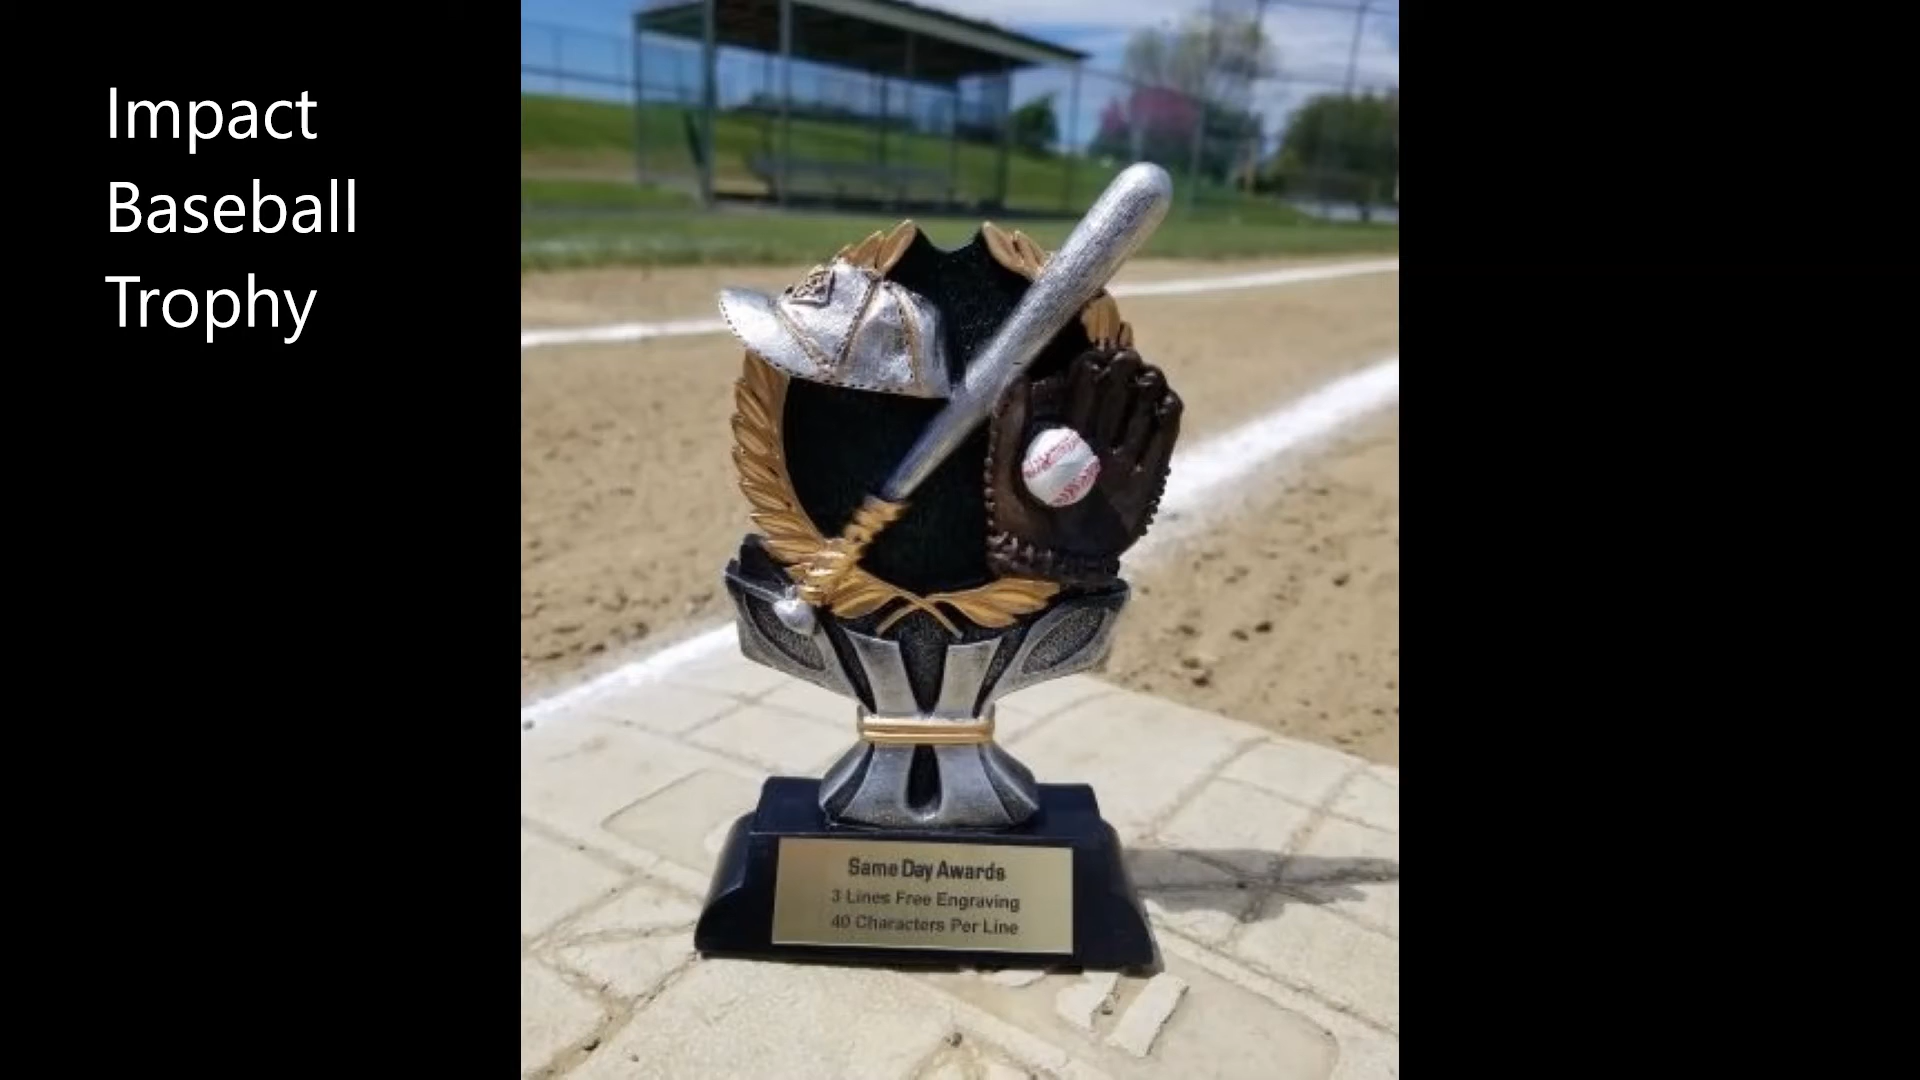 Impact
Baseball
Trophy
Same Day Awards
3 Lines Free Engraving
40 Characters Per Line